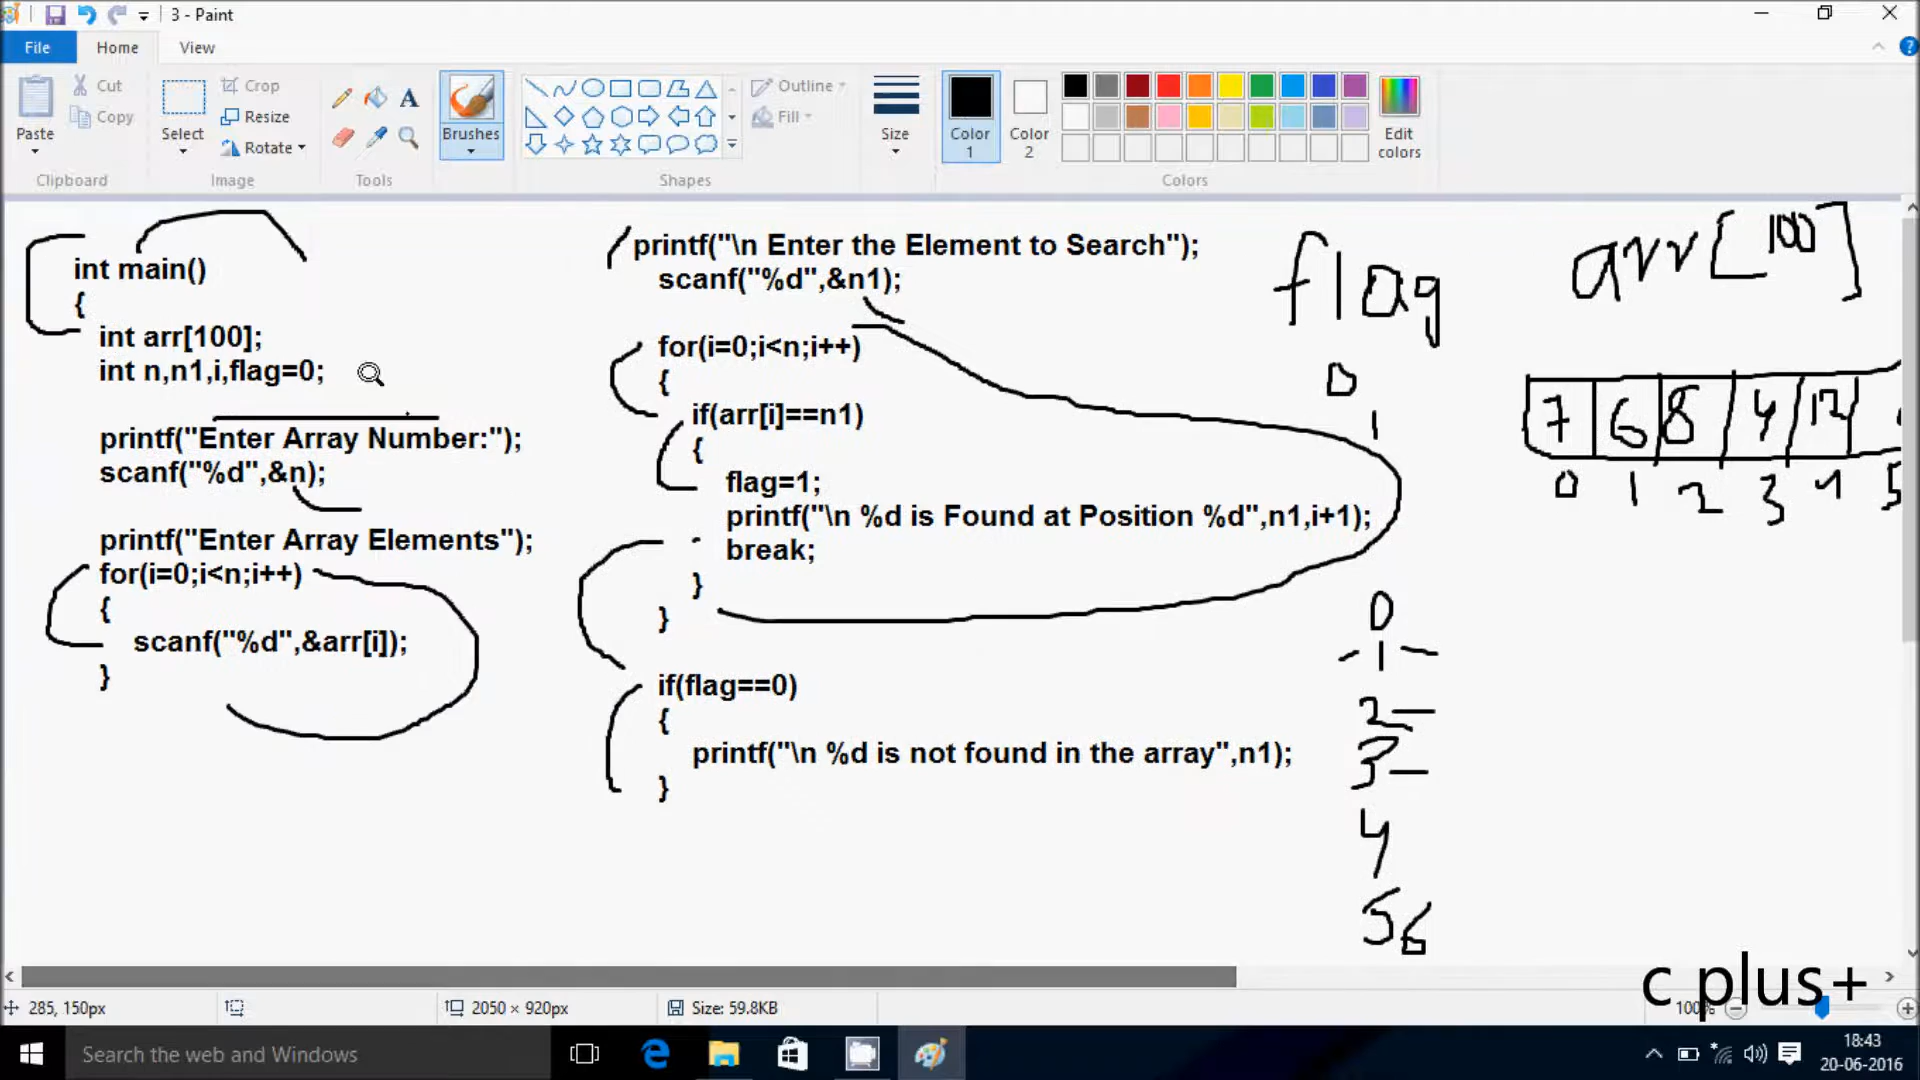 3 - Paint
File Home View
Paste
Cut
Copy
Clipboard
Select
Crop
Resize
Rotate
Image
Tools
Brushes
Outline
Fill
Shapes
Size
Color 1
Color 2
Edit colors
Colors
int main()
{
int arr[100];
int n,n1,i,flag=0;
printf("Enter Array Number:");
scanf("%d",&n);
printf("Enter Array Elements");
for(i=0;i<n;i++)
{
scanf("%d",&arr[i]);
}
printf("\n Enter the Element to Search");
scanf("%d",&n1);
for(i=0;i<n;i++)
{
if(arr[i]==n1)
{
flag=1;
printf("\n %d is Found at Position %d",n1,i+1);
break;
}
}
if(flag==0)
{
printf("\n %d is not found in the array",n1);
}
flag
0
1
0
1
2
3
4
56
arr[100]
7 6 8 4 12
0 1 2 3 4 5
c plus+
285, 150px
2050 × 920px
Size: 59.8KB
100%
Search the web and Windows
18:43
20-06-2016